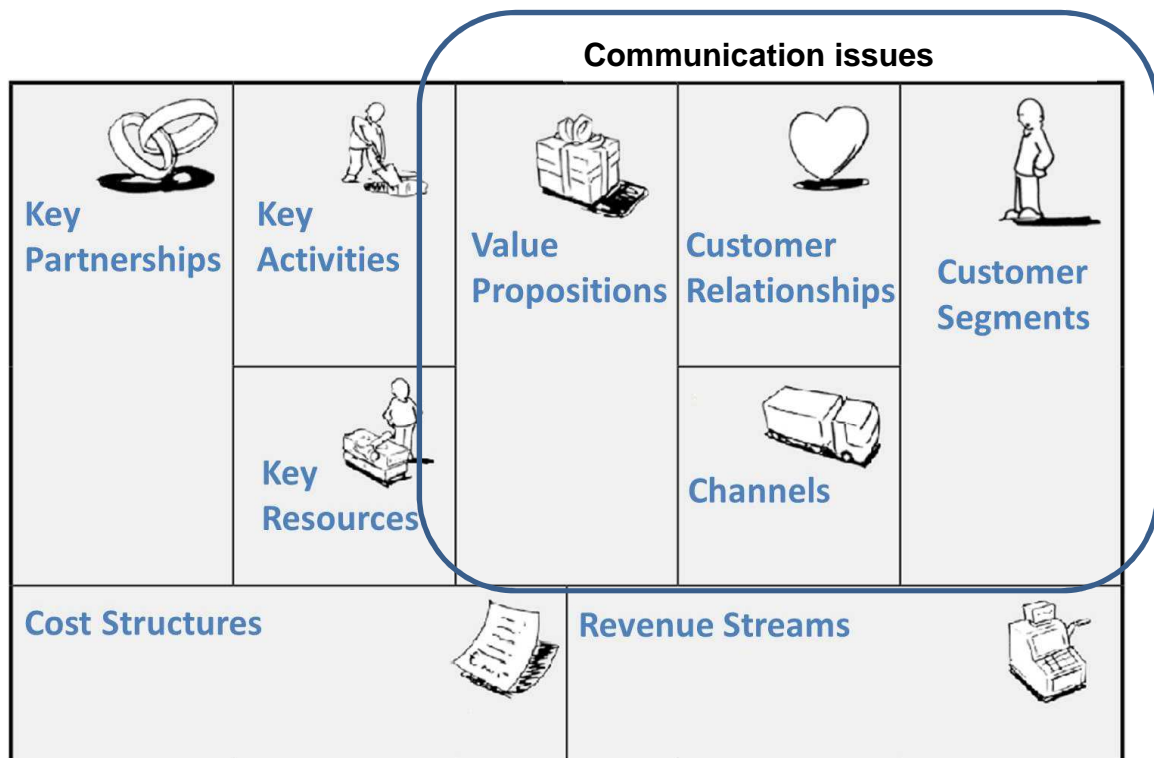 Communication issues
Key
Partnerships
Key
Activities
Key
Resources
Value
Propositions
Customer
Relationships
Channels
Customer
Segments
Cost Structures
Revenue Streams